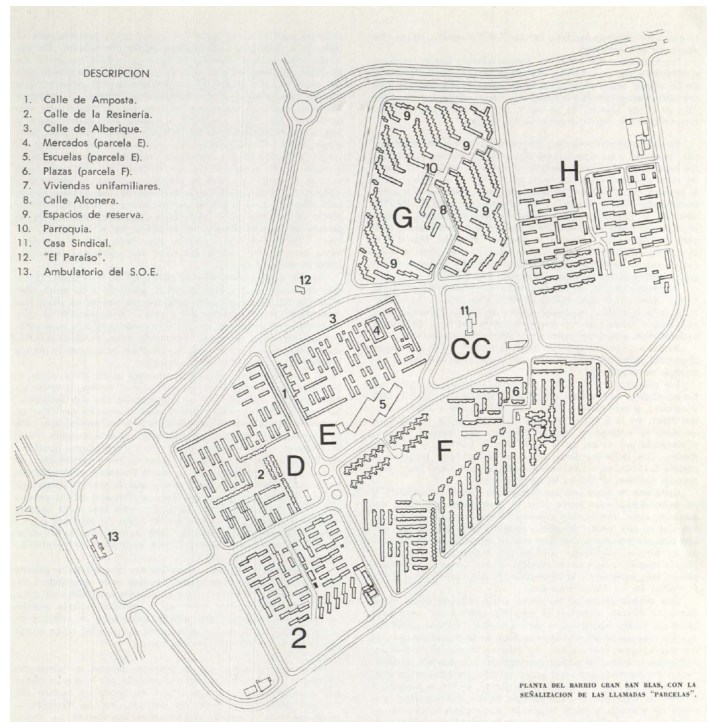 DESCRIPCION
1. Calle de Amposta.
2. Calle de la Resinería.
3. Calle de Alberique.
4. Mercados (parcela E).
5. Escuelas (parcela E).
6. Plazas (parcela F).
7. Viviendas unifamiliares.
8. Calle Alconera.
9. Espacios de reserva.
10. Parroquia.
11. Casa Sindical.
12. "El Paraíso".
13. Ambulatorio del S.O.E.
9
9
10
H
G
8
9
9
12
3
11
4
CC
1
5
6
E
7
F
D
2
13
2
PLANTA DEL BARRIO GRAN SAN BLAS, CON LA
SEÑALIZACION DE LAS LLAMADAS "PARCELAS".